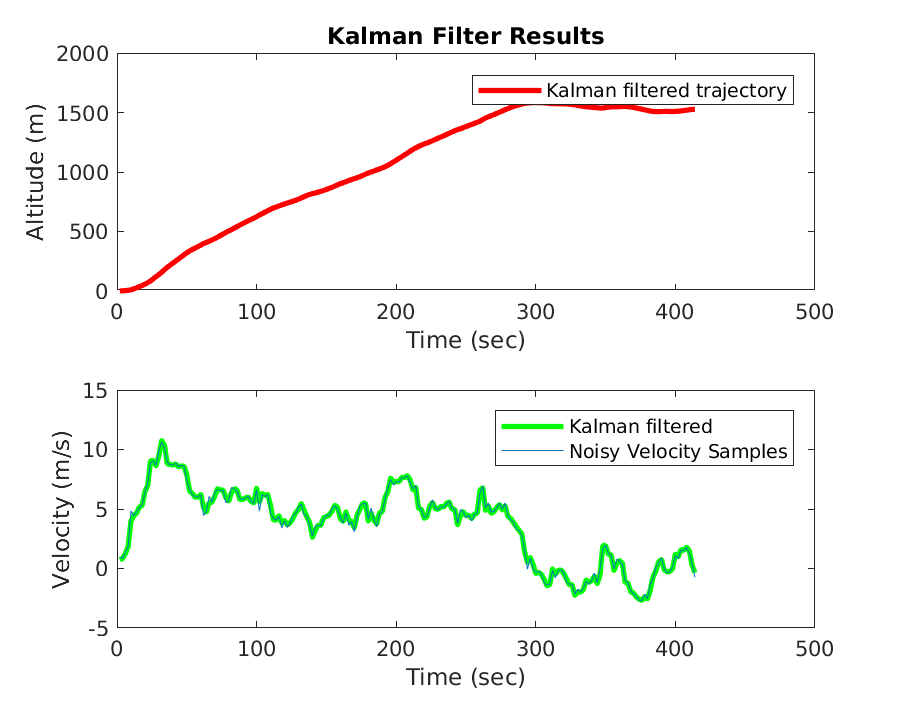 Kalman Filter Results
2000
1500
1000
500
0
Altitude (m)
Kalman filtered trajectory
0 100 200 300 400 500
Time (sec)
15
10
5
0
-5
Velocity (m/s)
Kalman filtered
Noisy Velocity Samples
0 100 200 300 400 500
Time (sec)